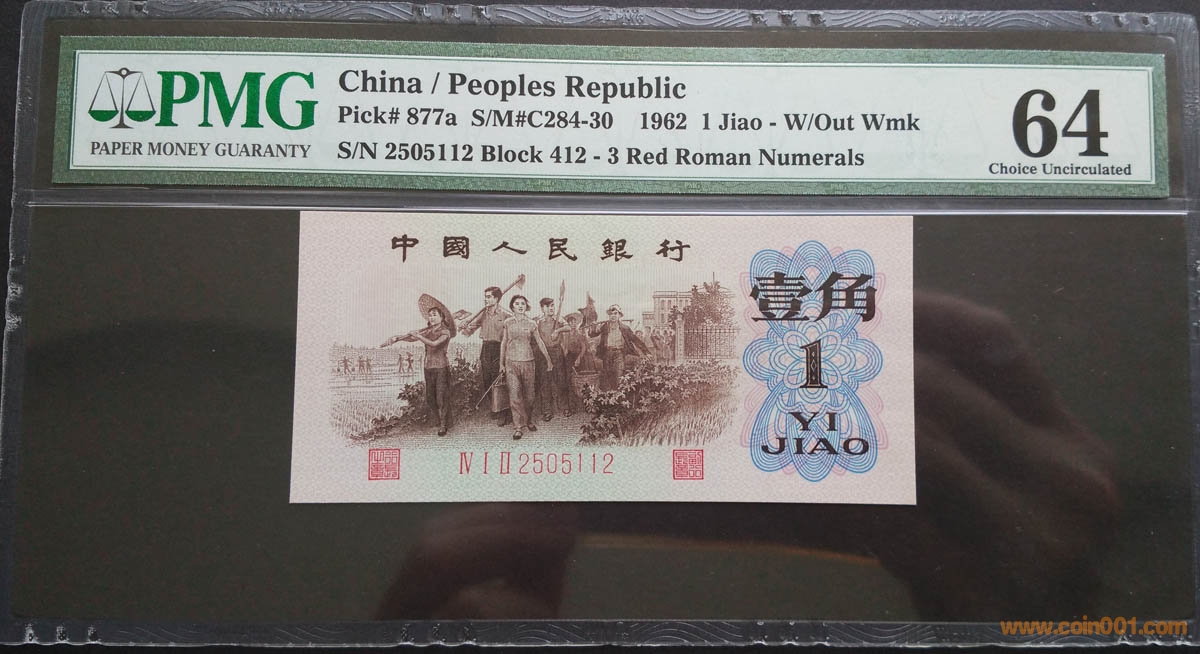 PMG
PAPER MONEY GUARANTY
China / Peoples Republic
Pick# 877a S/M#C284-30 1962 1 Jiao - W/Out Wmk
S/N 2505112 Block 412 - 3 Red Roman Numerals
64
Choice Uncirculated
中國人民銀行
壹角
1
YI
JIAO
IV I II 2505112
www.coin001.com